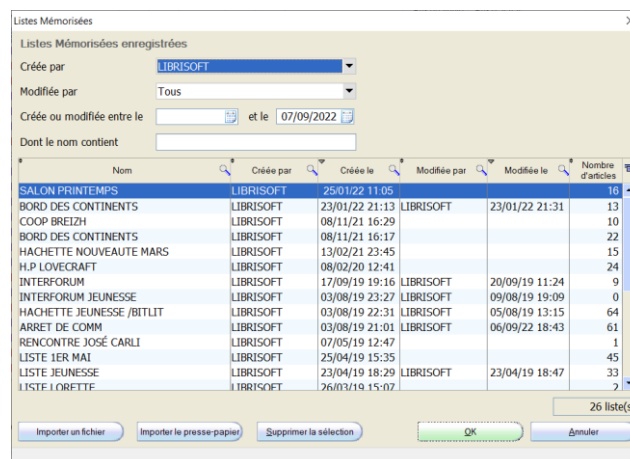 Listes Mémorisées
Listes Mémorisées enregistrées
Créée par LIBRISOFT
Modifiée par Tous
Créée ou modifiée entre le et le 07/09/2022
Dont le nom contient
Nom Créée par Créée le Modifiée par Modifiée le Nombre d'articles
SALON PRINTEMPS LIBRISOFT 25/01/22 11:05 16
BORD DES CONTINENTS LIBRISOFT 23/01/22 21:13 LIBRISOFT 23/01/22 21:31 13
COOP BREIZH LIBRISOFT 08/11/21 16:29 10
BORD DES CONTINENTS LIBRISOFT 08/11/21 16:17 22
HACHETTE NOUVEAUTE MARS LIBRISOFT 13/02/21 23:45 15
H.P LOVECRAFT LIBRISOFT 08/02/20 12:41 24
INTERFORUM LIBRISOFT 17/09/19 19:16 LIBRISOFT 20/09/19 11:24 9
INTERFORUM JEUNESSE LIBRISOFT 03/08/19 23:27 LIBRISOFT 09/08/19 19:09 0
HACHETTE JEUNESSE /BITLIT LIBRISOFT 03/08/19 22:31 LIBRISOFT 05/08/19 13:15 64
ARRET DE COMM LIBRISOFT 03/08/19 21:01 LIBRISOFT 06/09/22 18:43 61
RENCONTRE JOSÉ CARLI LIBRISOFT 07/05/19 12:47 1
LISTE 1ER MAI LIBRISOFT 25/04/19 15:35 45
LISTE JEUNESSE LIBRISOFT 23/04/19 18:29 LIBRISOFT 23/04/19 18:47 33
LISTE LORETTE LIBRISOFT 26/03/19 15:07 2
26 liste(s
Importer un fichier Importer le presse-papier Supprimer la sélection OK Annuler